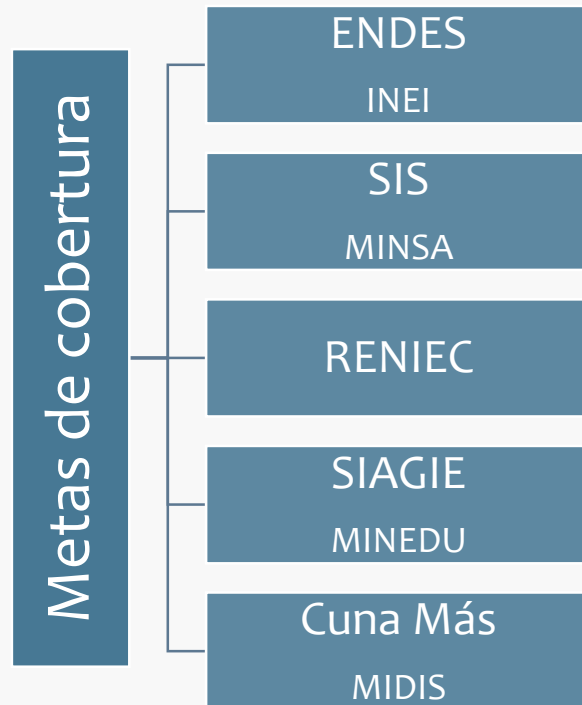 Metas de cobertura
ENDES
INEI
SIS
MINSA
RENIEC
SIAGIE
MINEDU
Cuna Más
MIDIS